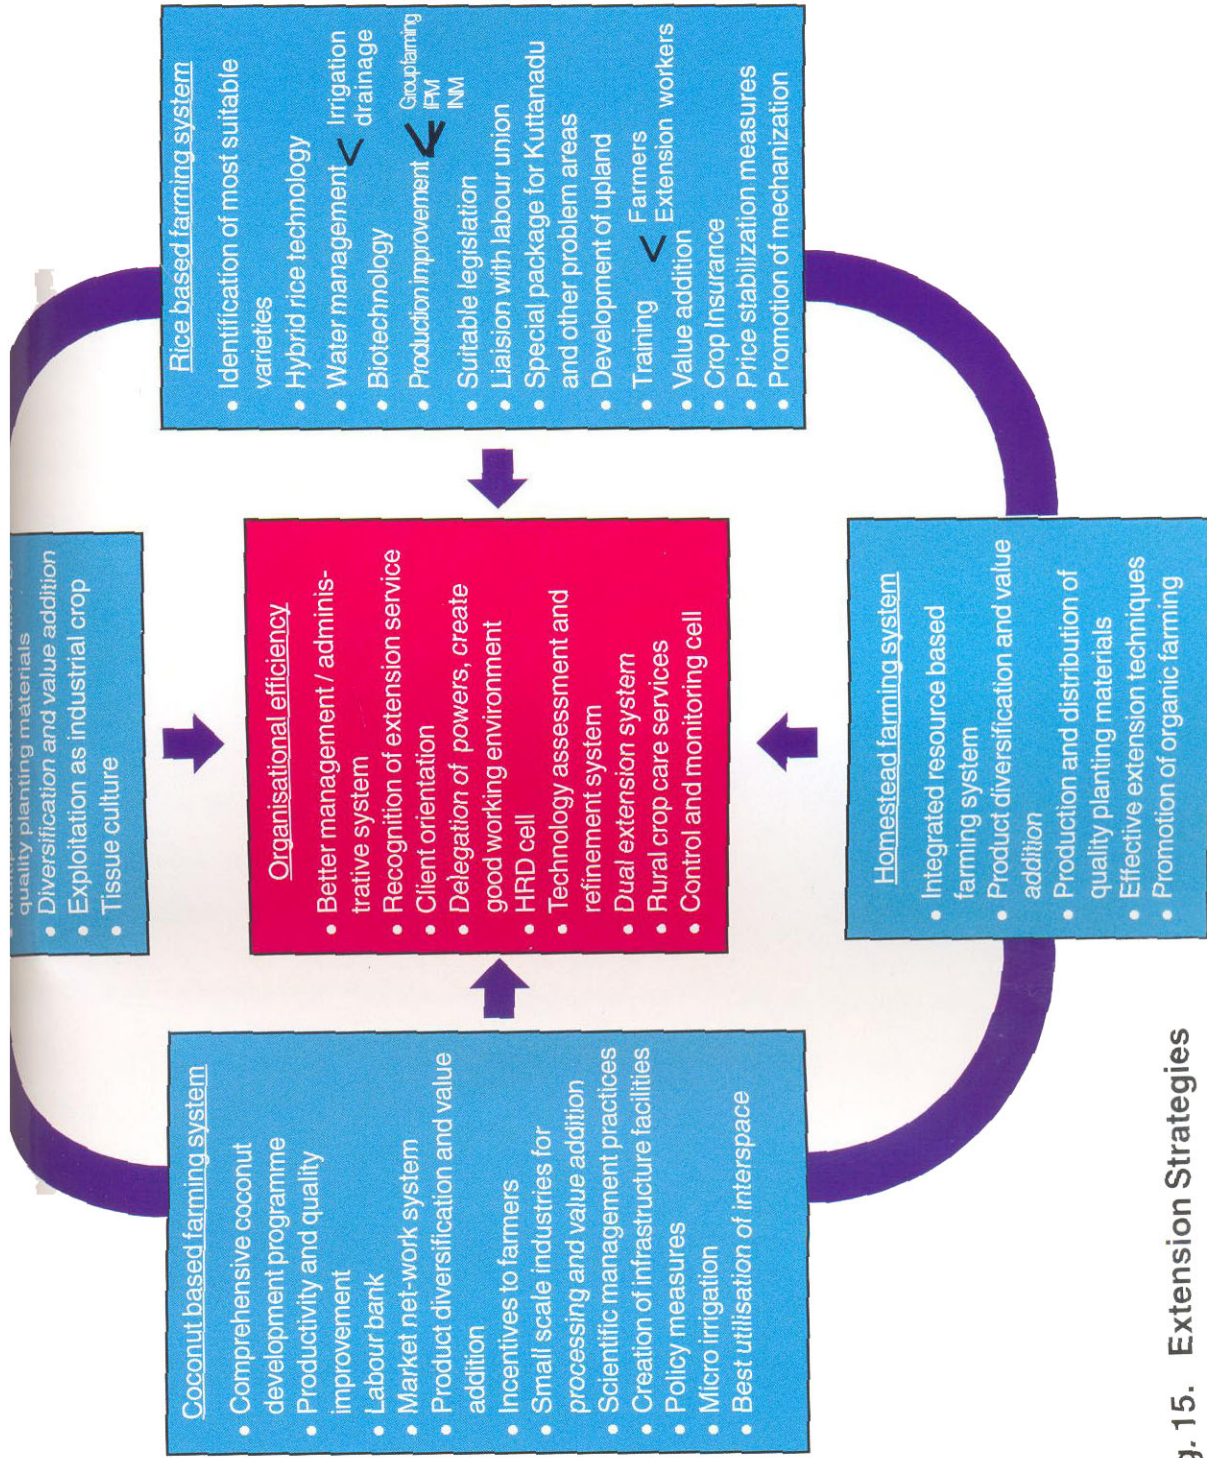 quality planting materials
• Diversification and value addition
• Exploitation as industrial crop
• Tissue culture
Coconut based farming system
• Comprehensive coconut
development programme
• Productivity and quality
improvement
• Labour bank
• Market net-work system
• Product diversification and value
addition
• Incentives to farmers
• Small scale industries for
processing and value addition
• Scientific management practices
• Creation of infrastructure facilities
• Policy measures
• Micro irrigation
• Best utilisation of interspace
Organisational efficiency
• Better management / adminis-
trative system
• Recognition of extension service
• Client orientation
• Delegation of powers, create
good working environment
• HRD cell
• Technology assessment and
refinement system
• Dual extension system
• Rural crop care services
• Control and monitoring cell
Rice based farming system
• Identification of most suitable
varieties
• Hybrid rice technology
• Water management < Irrigation
drainage
• Biotechnology
• Production improvement < Group farming
IPM
INM
• Suitable legislation
• Liaision with labour union
• Special package for Kuttanadu
and other problem areas
• Development of upland
• Training < Farmers
Extension workers
• Value addition
• Crop Insurance
• Price stabilization measures
• Promotion of mechanization
Homestead farming system
• Integrated resource based
farming system
• Product diversification and value
addition
• Production and distribution of
quality planting materials
• Effective extension techniques
• Promotion of organic farming
g. 15. Extension Strategies